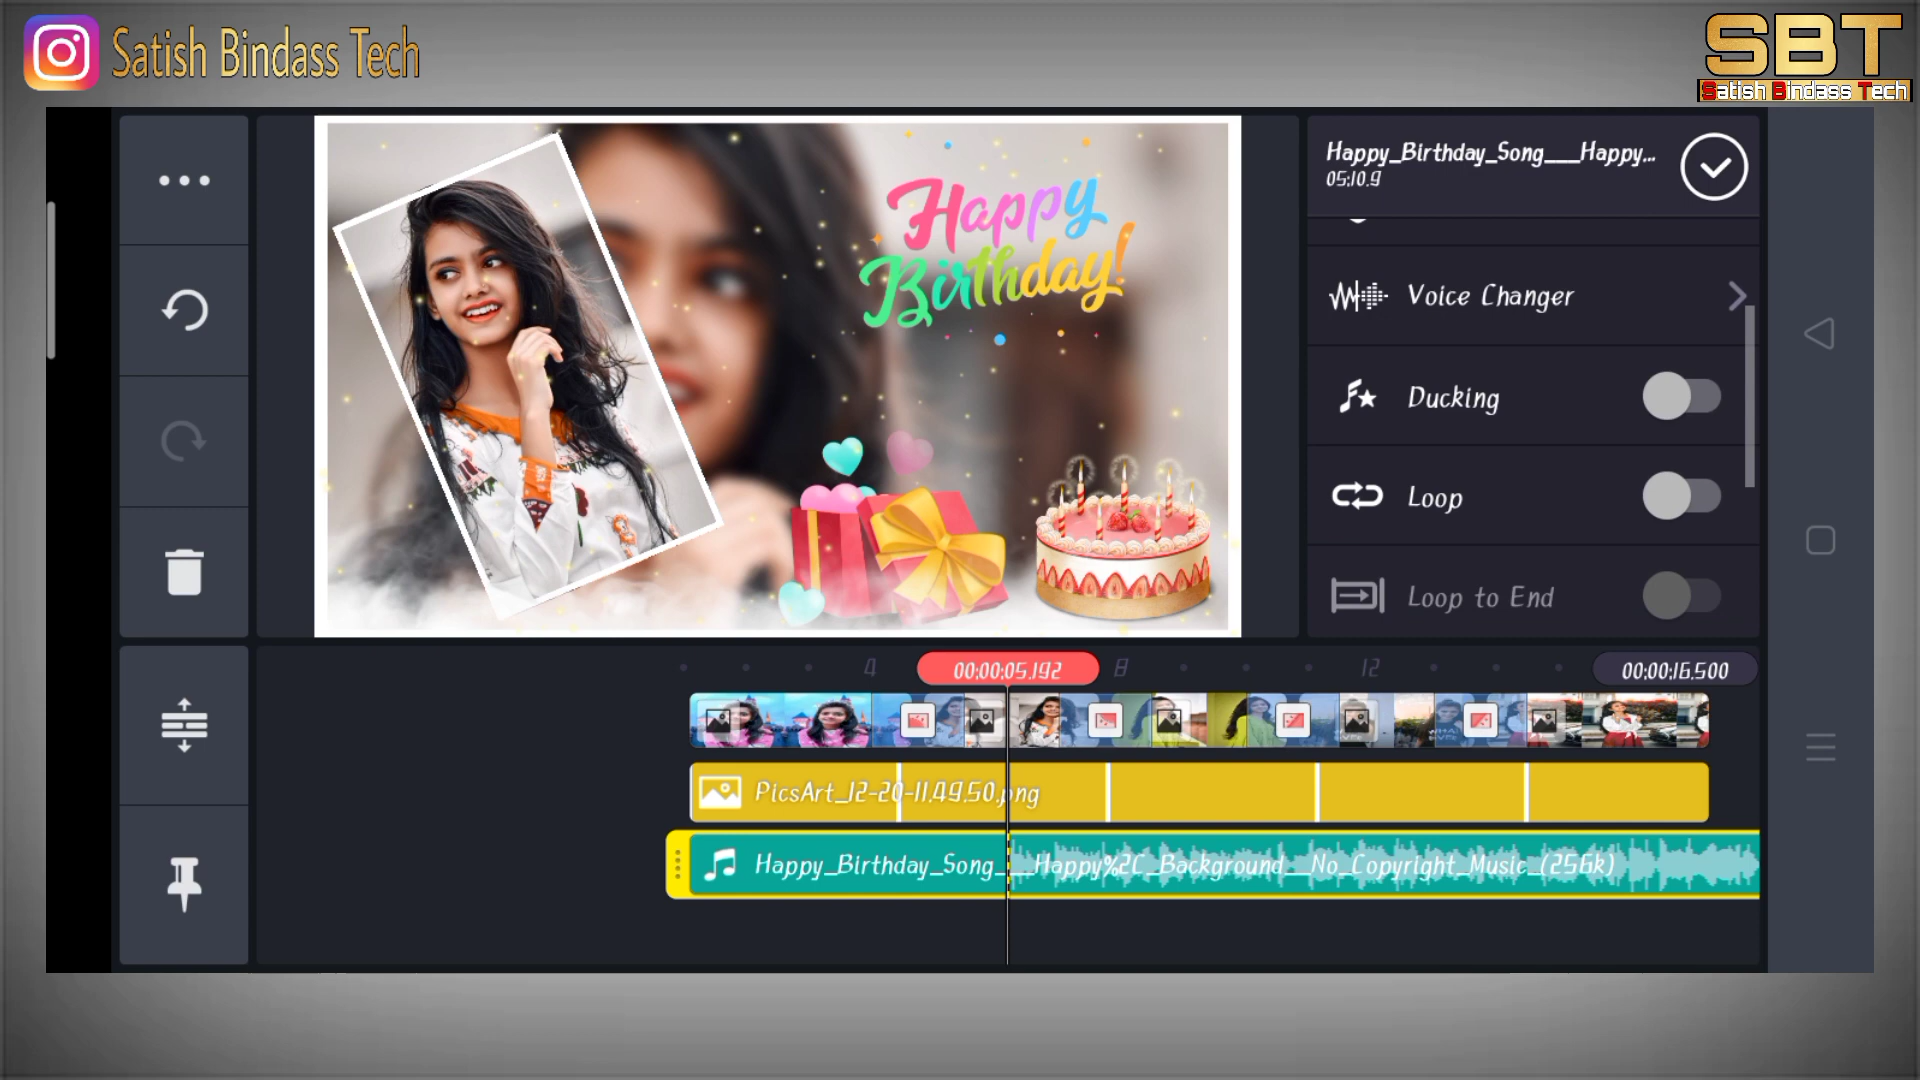 Satish Bindass Tech
SBT
Satish Bindass Tech
Happy
Birthday!
Happy_Birthday_Song___Happy...
05:10.9
Voice Changer
Ducking
Loop
Loop to End
4
00:00:05.192
8
12
00:00:16.500
PicsArt_12-20-11.49.50.png
Happy_Birthday_Song___Happy%2C_Background__No_Copyright_Music_(256k)